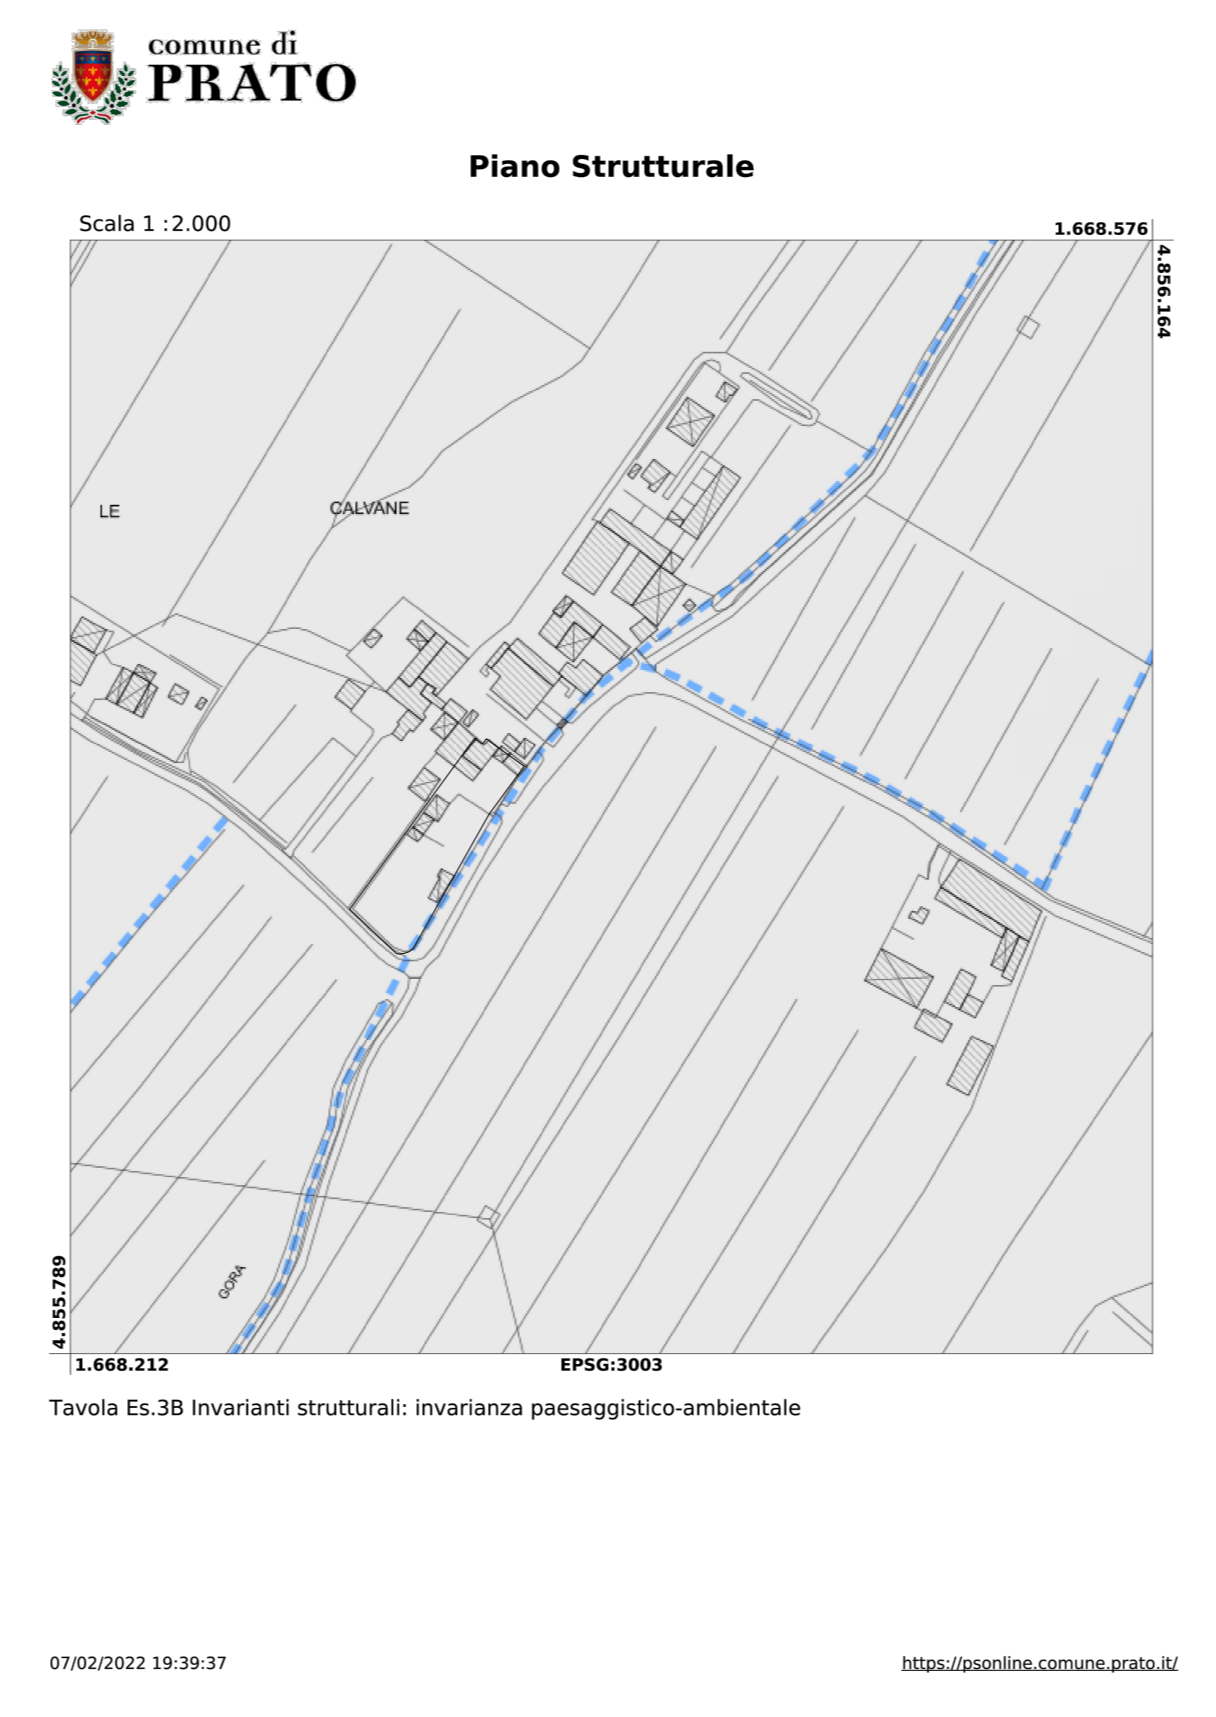 comune di
PRATO
Piano Strutturale
Scala 1 :2.000
1.668.576
4.856.164
LE CALVANE
GORA
4.855.789
1.668.212
EPSG:3003
Tavola Es.3B Invarianti strutturali: invarianza paesaggistico-ambientale
07/02/2022 19:39:37
https://psonline.comune.prato.it/